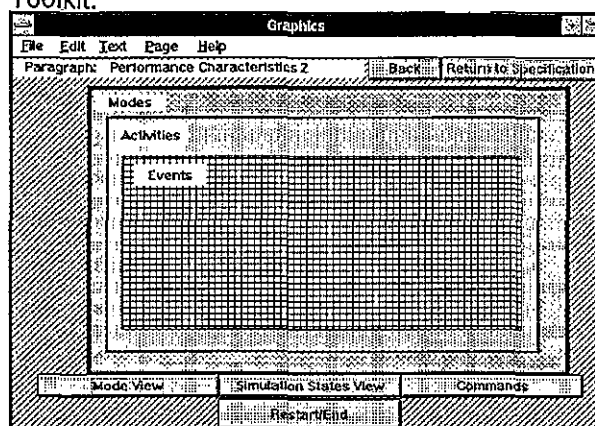 Toolkit.
Graphics
File Edit Text Page Help
Paragraph: Performance Characteristics 2 Back Return to Specification
Modes
Activities
Events
Mode View Simulation States View Commands
Restart/End